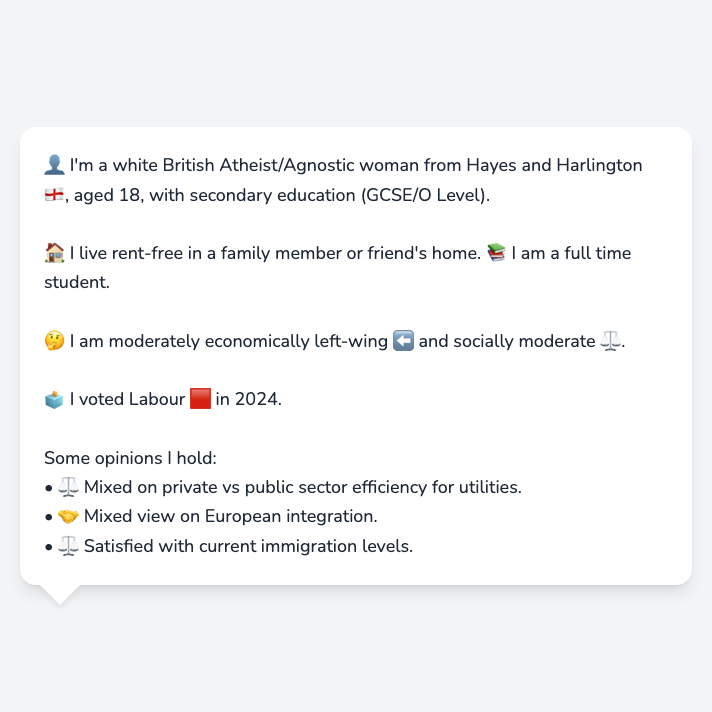 👤 I'm a white British Atheist/Agnostic woman from Hayes and Harlington
🏴󠁧󠁢󠁥󠁮󠁧󠁿, aged 18, with secondary education (GCSE/O Level).
🏠 I live rent-free in a family member or friend's home. 📚 I am a full time
student.
🤔 I am moderately economically left-wing ⬅️ and socially moderate ⚖️.
🗳️ I voted Labour 🟥 in 2024.
Some opinions I hold:
• ⚖️ Mixed on private vs public sector efficiency for utilities.
• 🤝 Mixed view on European integration.
• ⚖️ Satisfied with current immigration levels.